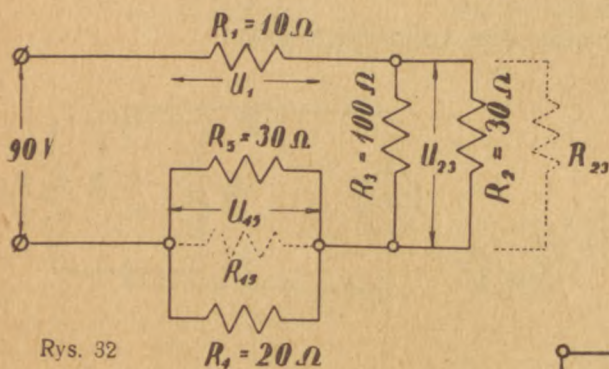 R₁ = 10 Ω
U₁
90 V
R₅ = 30 Ω
U₄₅
R₄₅
R₄ = 20 Ω
R₃ = 100 Ω
U₂₃
R₂ = 30 Ω
R₂₃
Rys. 32